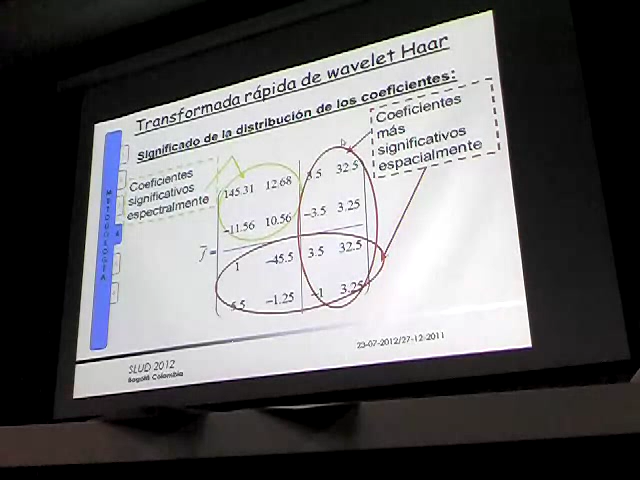 Transformada rápida de wavelet Haar
Significado de la distribución de los coeficientes:
Coeficientes
más
significativos
espacialmente
Coeficientes
significativos
espectralmente
METODOLOGÍA
145.31 12.68 3.5 32.5
-11.56 10.56 -3.5 3.25
1 -45.5 3.5 32.5
5.5 -1.25 -1 3.25
SLUD 2012
Bogotá Colombia
23-07-2012/27-12-2011